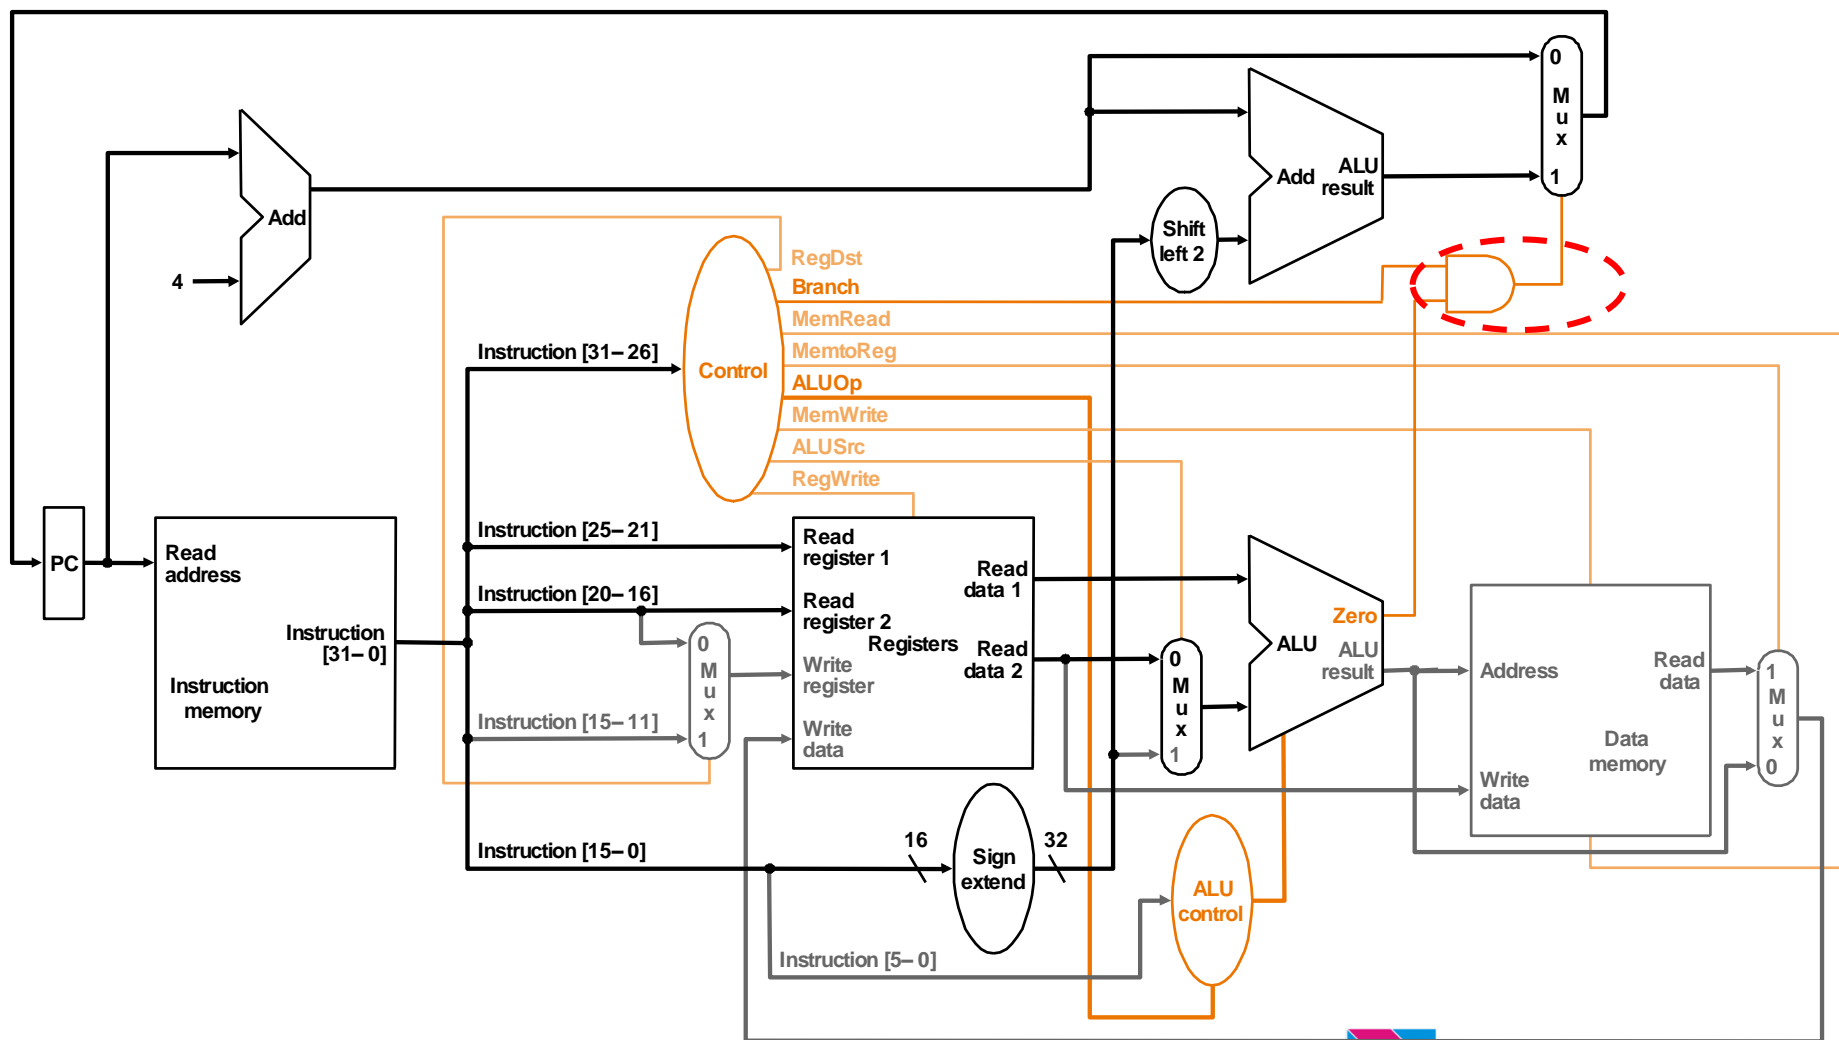 0
M
u
x
1
Add
ALU
result
Shift
left 2
Add
4
RegDst
Branch
MemRead
MemtoReg
ALUOp
MemWrite
ALUSrc
RegWrite
Control
Instruction [31–26]
Instruction [25–21]
Instruction [20–16]
Instruction [15–11]
Instruction [15–0]
Instruction [5–0]
PC
Read
address
Instruction
[31–0]
Instruction
memory
0
M
u
x
1
Read
register 1
Read
register 2
Write
register
Write
data
Registers
Read
data 1
Read
data 2
0
M
u
x
1
Zero
ALU
ALU
result
Address
Write
data
Read
data
Data
memory
1
M
u
x
0
16
Sign
extend
32
ALU
control